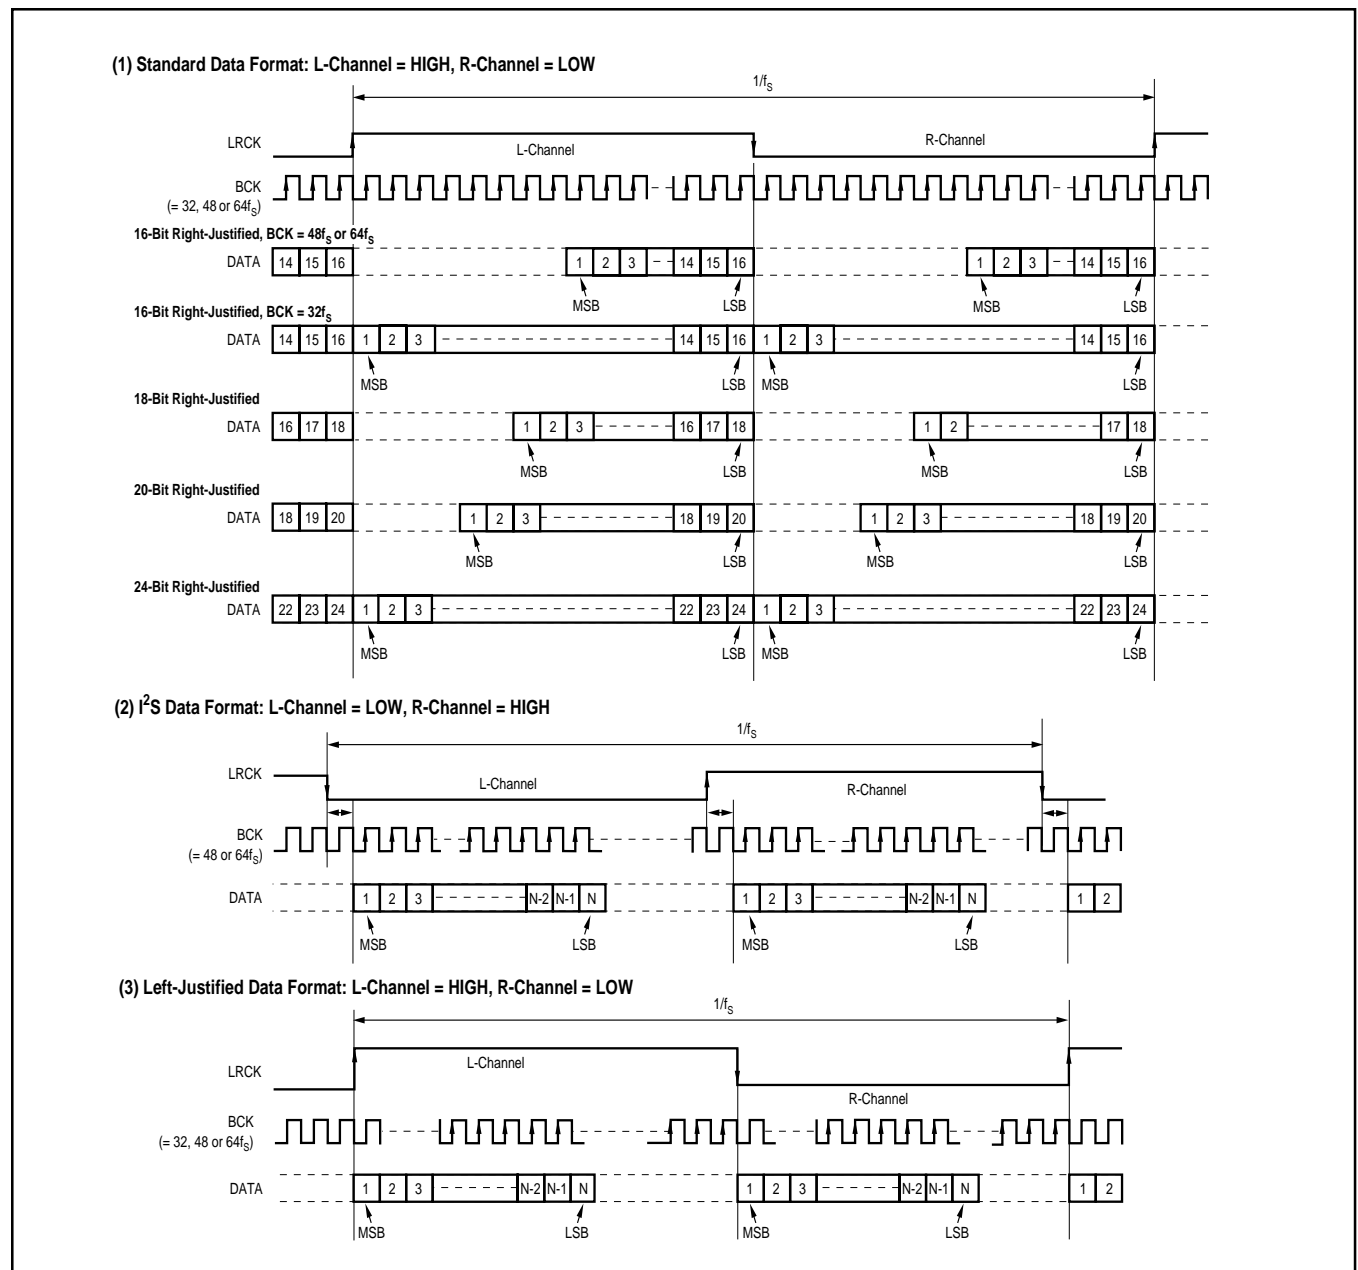 (1) Standard Data Format: L-Channel = HIGH, R-Channel = LOW
1/fS
LRCK
L-Channel
R-Channel
BCK
(= 32, 48 or 64fS)
16-Bit Right-Justified, BCK = 48fS or 64fS
DATA 14 15 16 1 2 3 14 15 16 1 2 3 14 15 16
MSB LSB MSB LSB
16-Bit Right-Justified, BCK = 32fS
DATA 14 15 16 1 2 3 14 15 16 1 2 3 14 15 16
MSB LSB MSB LSB
18-Bit Right-Justified
DATA 16 17 18 1 2 3 16 17 18 1 2 17 18
MSB LSB MSB LSB
20-Bit Right-Justified
DATA 18 19 20 1 2 3 18 19 20 1 2 3 18 19 20
MSB LSB MSB LSB
24-Bit Right-Justified
DATA 22 23 24 1 2 3 22 23 24 1 2 3 22 23 24
MSB LSB MSB LSB
(2) I2S Data Format: L-Channel = LOW, R-Channel = HIGH
1/fS
LRCK
L-Channel
R-Channel
BCK
(= 48 or 64fS)
DATA 1 2 3 N-2 N-1 N 1 2 3 N-2 N-1 N 1 2
MSB LSB MSB LSB
(3) Left-Justified Data Format: L-Channel = HIGH, R-Channel = LOW
1/fS
LRCK
L-Channel
R-Channel
BCK
(= 32, 48 or 64fS)
DATA 1 2 3 N-2 N-1 N 1 2 3 N-2 N-1 N 1 2
MSB LSB MSB LSB